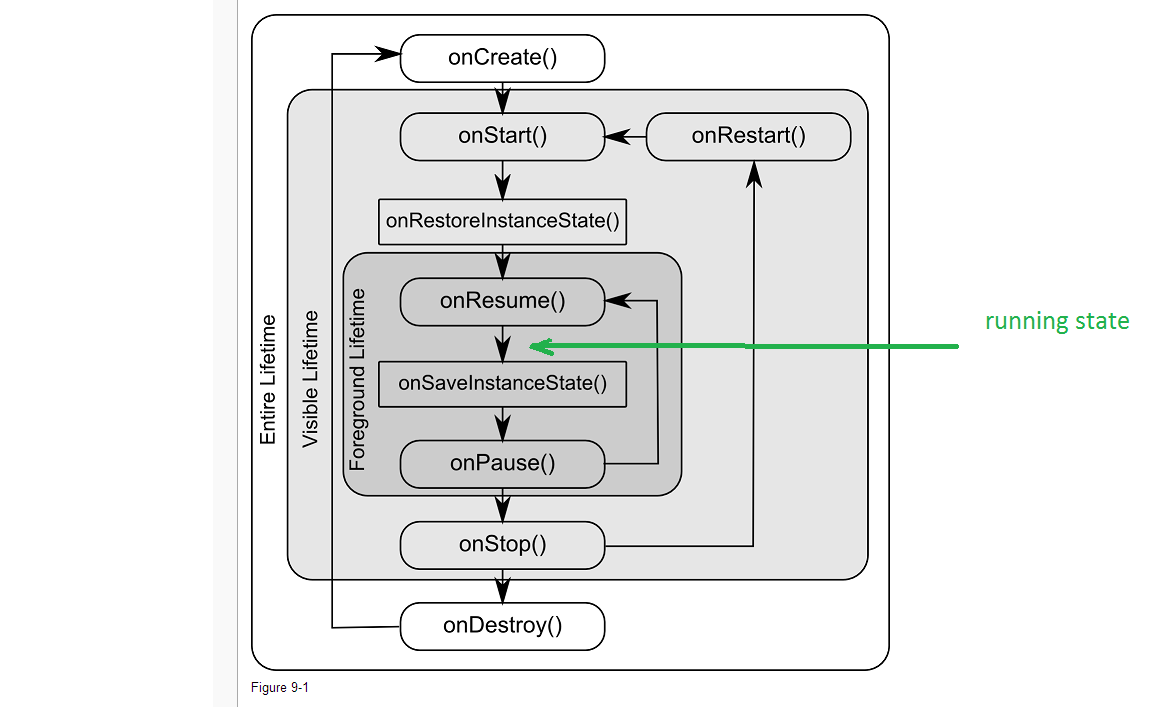 onCreate()
onStart()
onRestart()
onRestoreInstanceState()
onResume()
running state
onSaveInstanceState()
onPause()
onStop()
onDestroy()
Entire Lifetime
Visible Lifetime
Foreground Lifetime
Figure 9-1